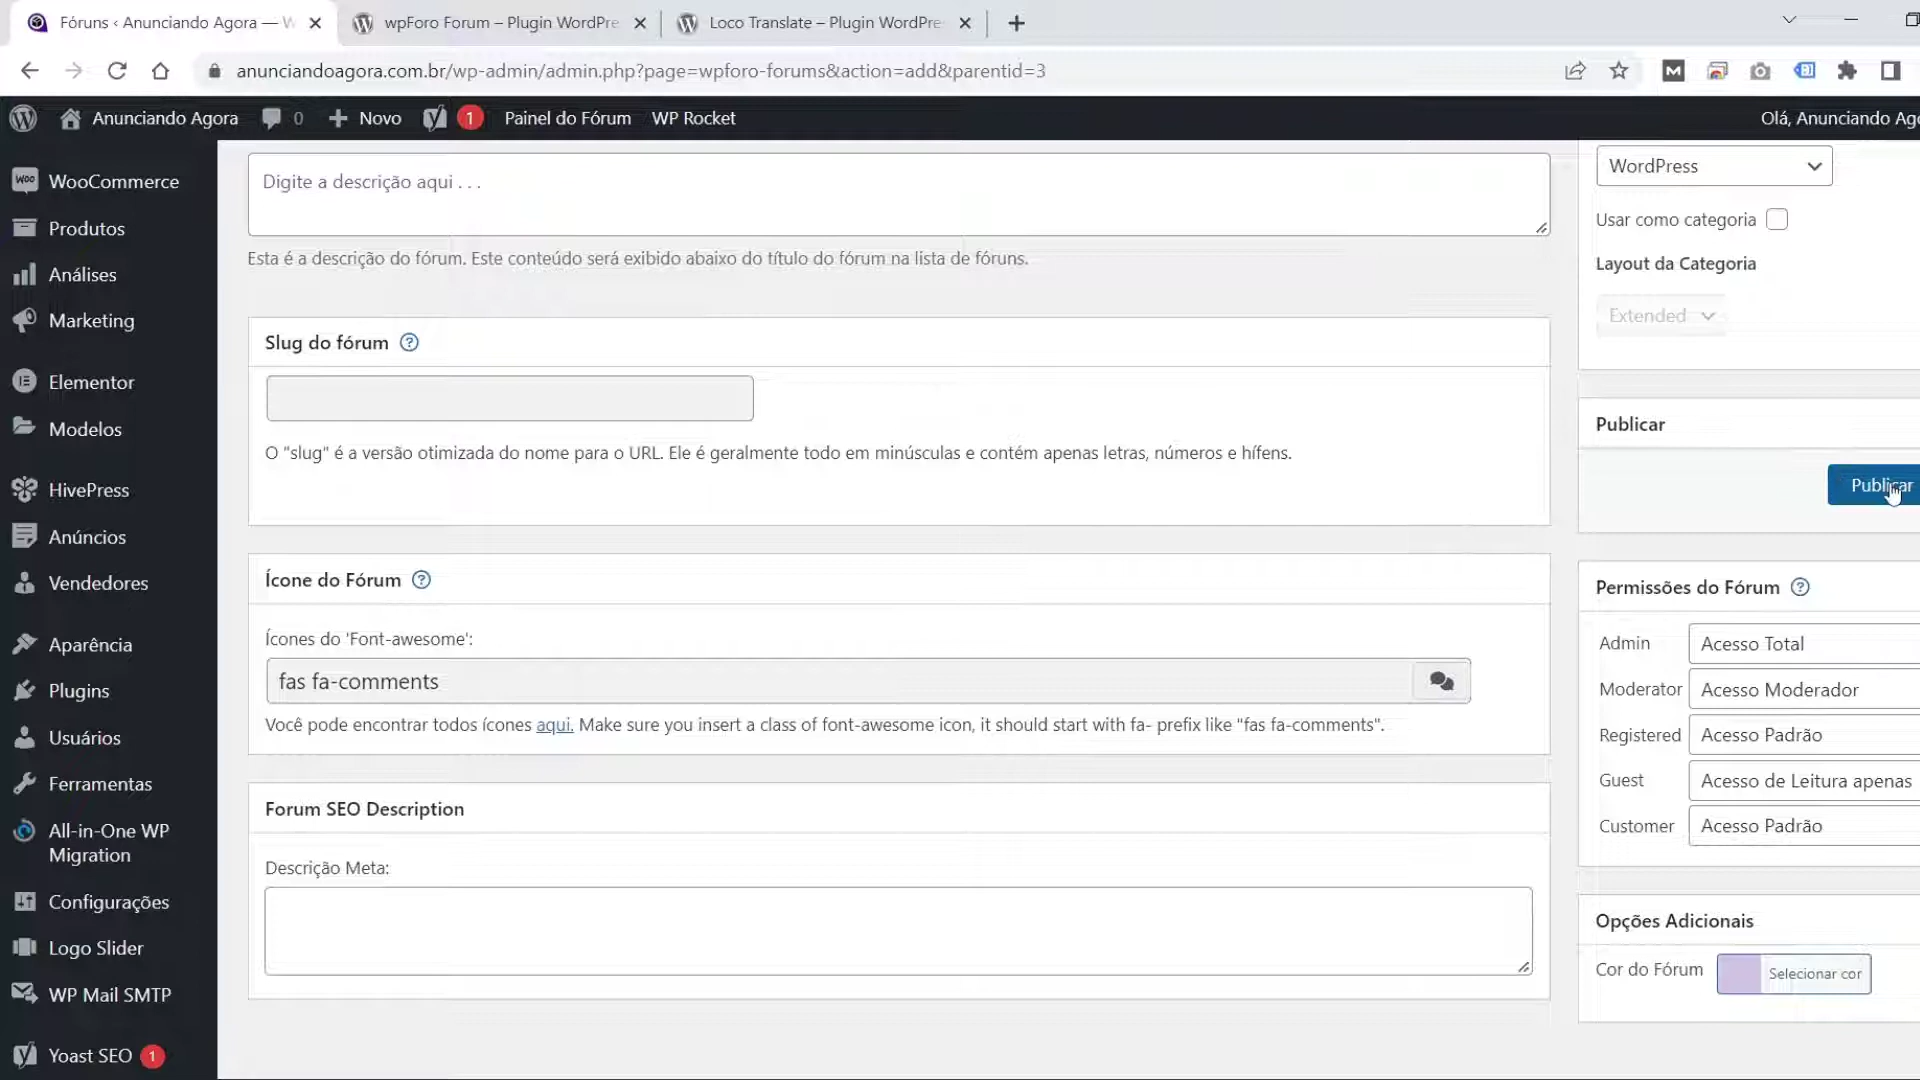 Fóruns ‹ Anunciando Agora — W
wpForo Forum – Plugin WordPre
Loco Translate – Plugin WordPre
anunciandoagora.com.br/wp-admin/admin.php?page=wpforo-forums&action=add&parentid=3
Anunciando Agora
0
Novo
1
Painel do Fórum
WP Rocket
Olá, Anunciando Ago
WooCommerce
Produtos
Análises
Marketing
Elementor
Modelos
HivePress
Anúncios
Vendedores
Aparência
Plugins
Usuários
Ferramentas
All-in-One WP
Migration
Configurações
Logo Slider
WP Mail SMTP
Yoast SEO 1
Digite a descrição aqui . . .
Esta é a descrição do fórum. Este conteúdo será exibido abaixo do título do fórum na lista de fóruns.
Slug do fórum
O "slug" é a versão otimizada do nome para o URL. Ele é geralmente todo em minúsculas e contém apenas letras, números e hífens.
Ícone do Fórum
Ícones do 'Font-awesome':
fas fa-comments
Você pode encontrar todos ícones aqui. Make sure you insert a class of font-awesome icon, it should start with fa- prefix like "fas fa-comments".
Forum SEO Description
Descrição Meta:
WordPress
Usar como categoria
Layout da Categoria
Extended
Publicar
Publicar
Permissões do Fórum
Admin Acesso Total
Moderator Acesso Moderador
Registered Acesso Padrão
Guest Acesso de Leitura apenas
Customer Acesso Padrão
Opções Adicionais
Cor do Fórum Selecionar cor